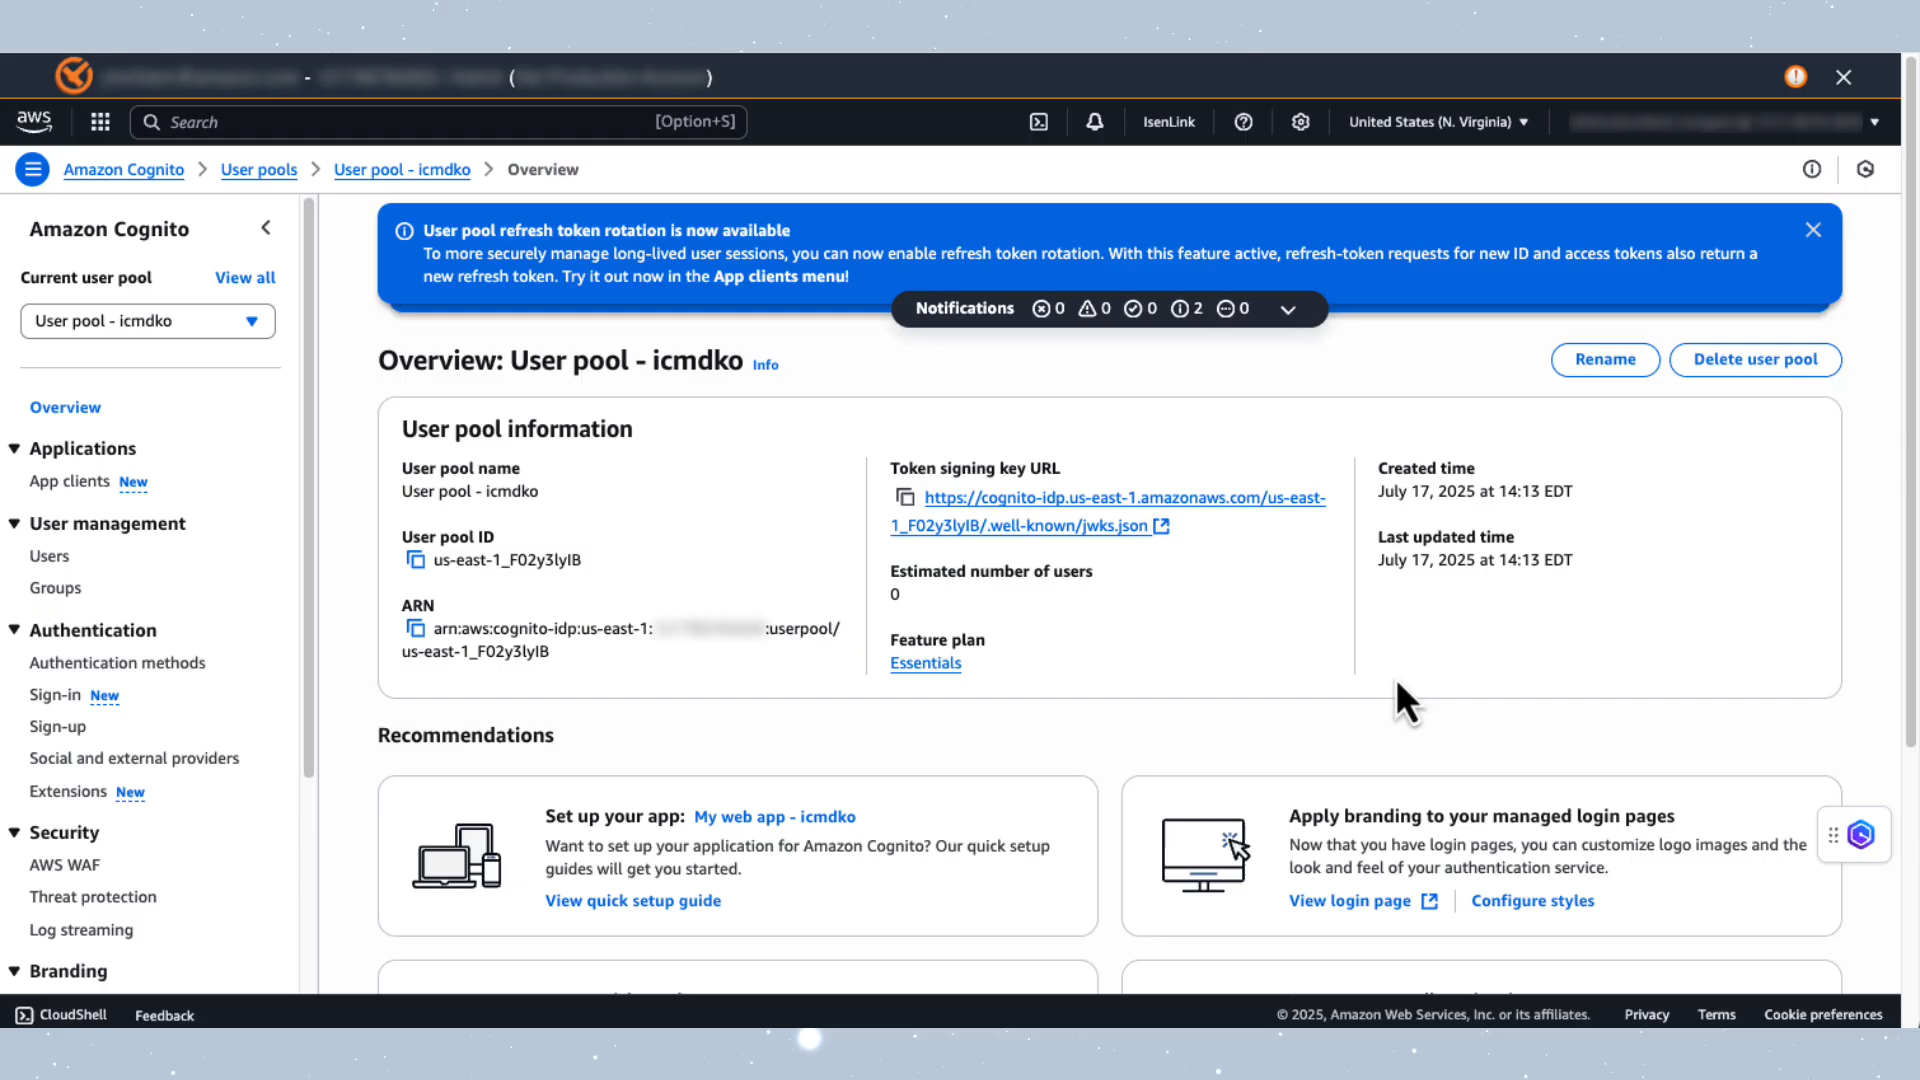 aws
Search
[Option+S]
IsenLink
United States (N. Virginia)
Amazon Cognito
User pools
User pool - icmdko
Overview
Amazon Cognito
Current user pool
View all
User pool - icmdko
Overview
Applications
App clients New
User management
Users
Groups
Authentication
Authentication methods
Sign-in New
Sign-up
Social and external providers
Extensions New
Security
AWS WAF
Threat protection
Log streaming
Branding
User pool refresh token rotation is now available
To more securely manage long-lived user sessions, you can now enable refresh token rotation. With this feature active, refresh-token requests for new ID and access tokens also return a
new refresh token. Try it out now in the App clients menu!
Notifications 0 0 0 2 0
Overview: User pool - icmdko Info
Rename
Delete user pool
User pool information
User pool name
User pool - icmdko
User pool ID
us-east-1_F02y3lyIB
ARN
arn:aws:cognito-idp:us-east-1: :userpool/
us-east-1_F02y3lyIB
Token signing key URL
https://cognito-idp.us-east-1.amazonaws.com/us-east-
1_F02y3lyIB/.well-known/jwks.json
Estimated number of users
0
Feature plan
Essentials
Created time
July 17, 2025 at 14:13 EDT
Last updated time
July 17, 2025 at 14:13 EDT
Recommendations
Set up your app: My web app - icmdko
Want to set up your application for Amazon Cognito? Our quick setup
guides will get you started.
View quick setup guide
Apply branding to your managed login pages
Now that you have login pages, you can customize logo images and the
look and feel of your authentication service.
View login page
Configure styles
CloudShell
Feedback
© 2025, Amazon Web Services, Inc. or its affiliates.
Privacy
Terms
Cookie preferences